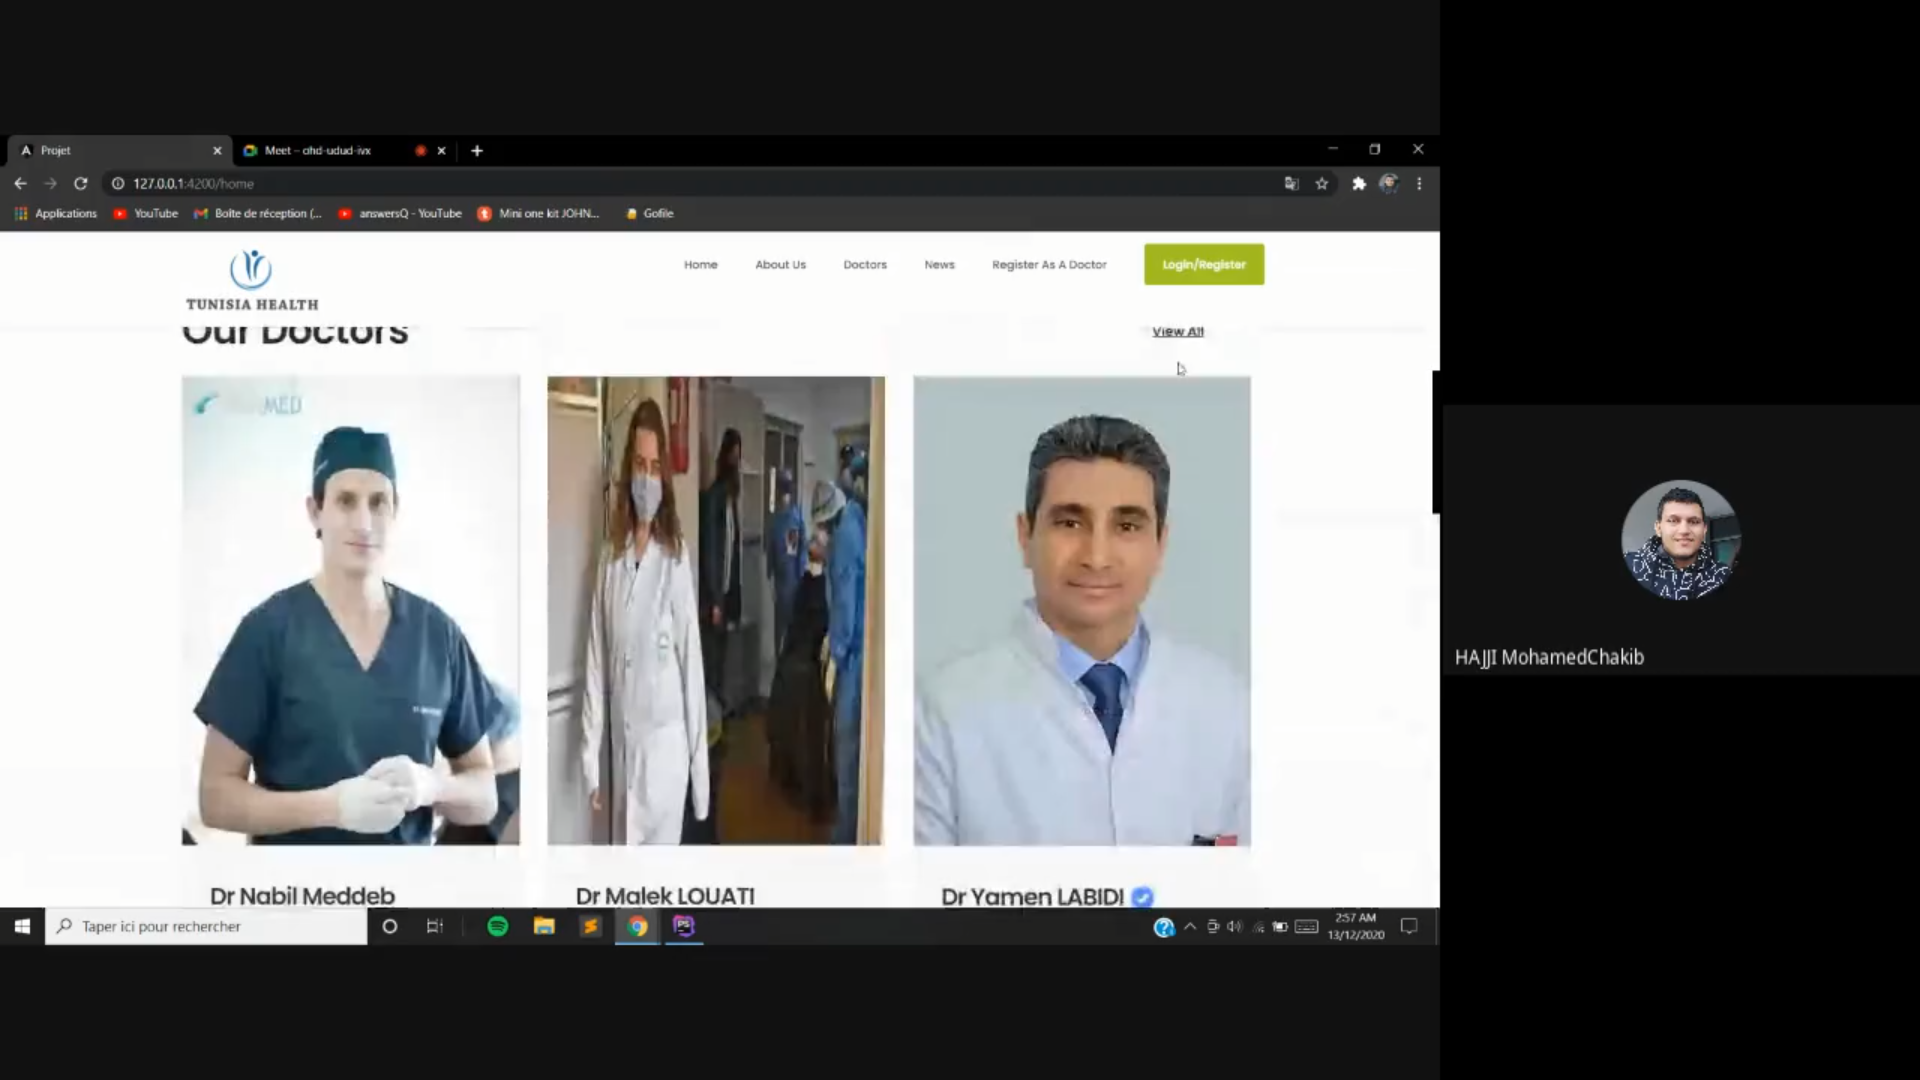 Projet
Meet – ohd-udud-ivx
127.0.0.1:4200/home
Applications
YouTube
Boîte de réception (...
answersQ - YouTube
Mini one kit JOHN...
Gofile
TUNISIA HEALTH
Home
About Us
Doctors
News
Register As A Doctor
Login/Register
Our Doctors
View All
MED
Dr Nabil Meddeb
Dr Malek LOUATI
Dr Yamen LABIDI
HAJJI MohamedChakib
Taper ici pour rechercher
PS
2:57 AM
13/12/2020